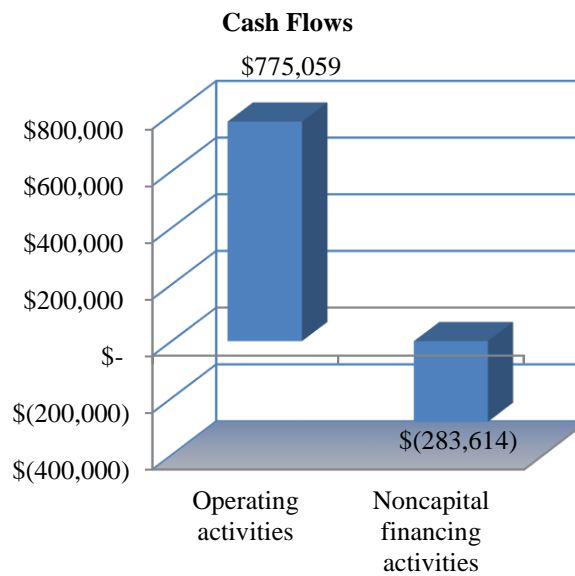 Cash Flows
$775,059
$800,000
$600,000
$400,000
$200,000
$-
$(200,000)
$(400,000)
$(283,614)
Operating
activities
Noncapital
financing
activities